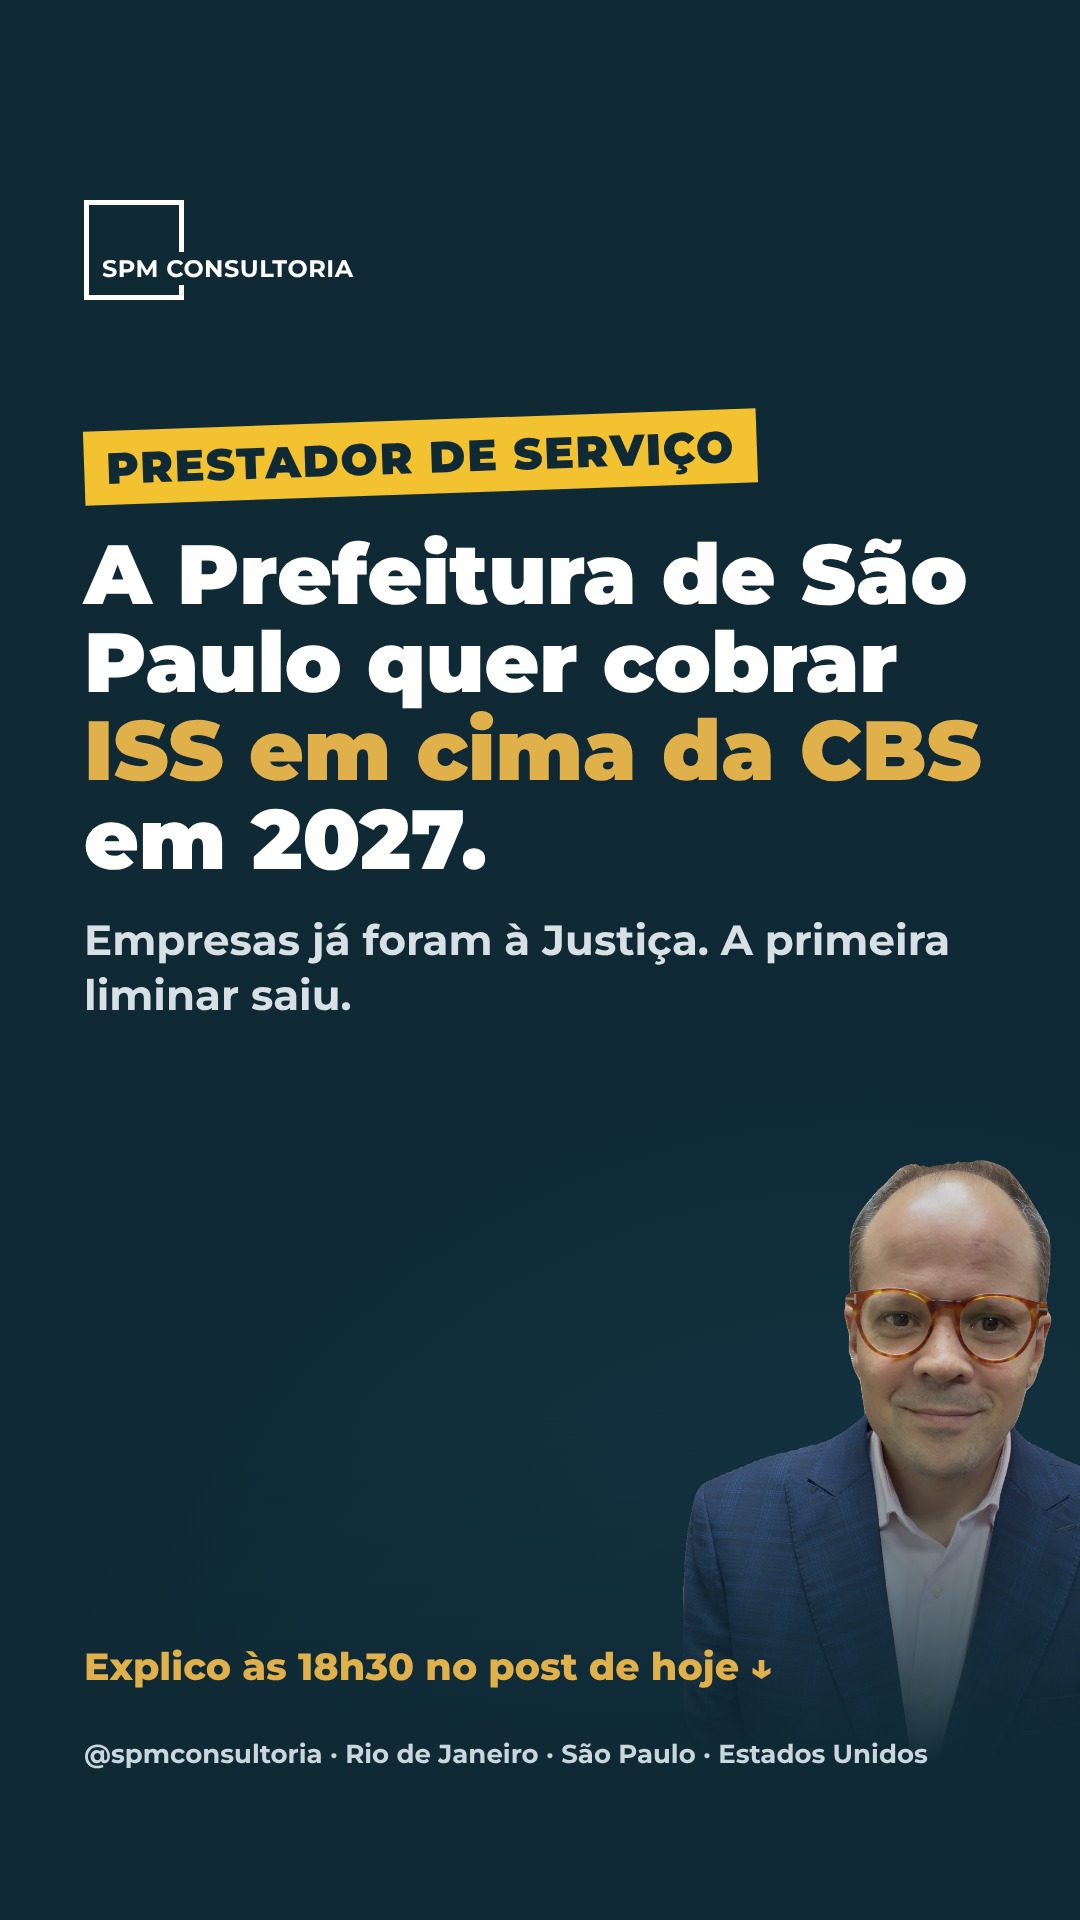 SPM CONSULTORIA
PRESTADOR DE SERVIÇO
A Prefeitura de São
Paulo quer cobrar
ISS em cima da CBS
em 2027.
Empresas já foram à Justiça. A primeira
liminar saiu.
Explico às 18h30 no post de hoje ↓
@spmconsultoria · Rio de Janeiro · São Paulo · Estados Unidos